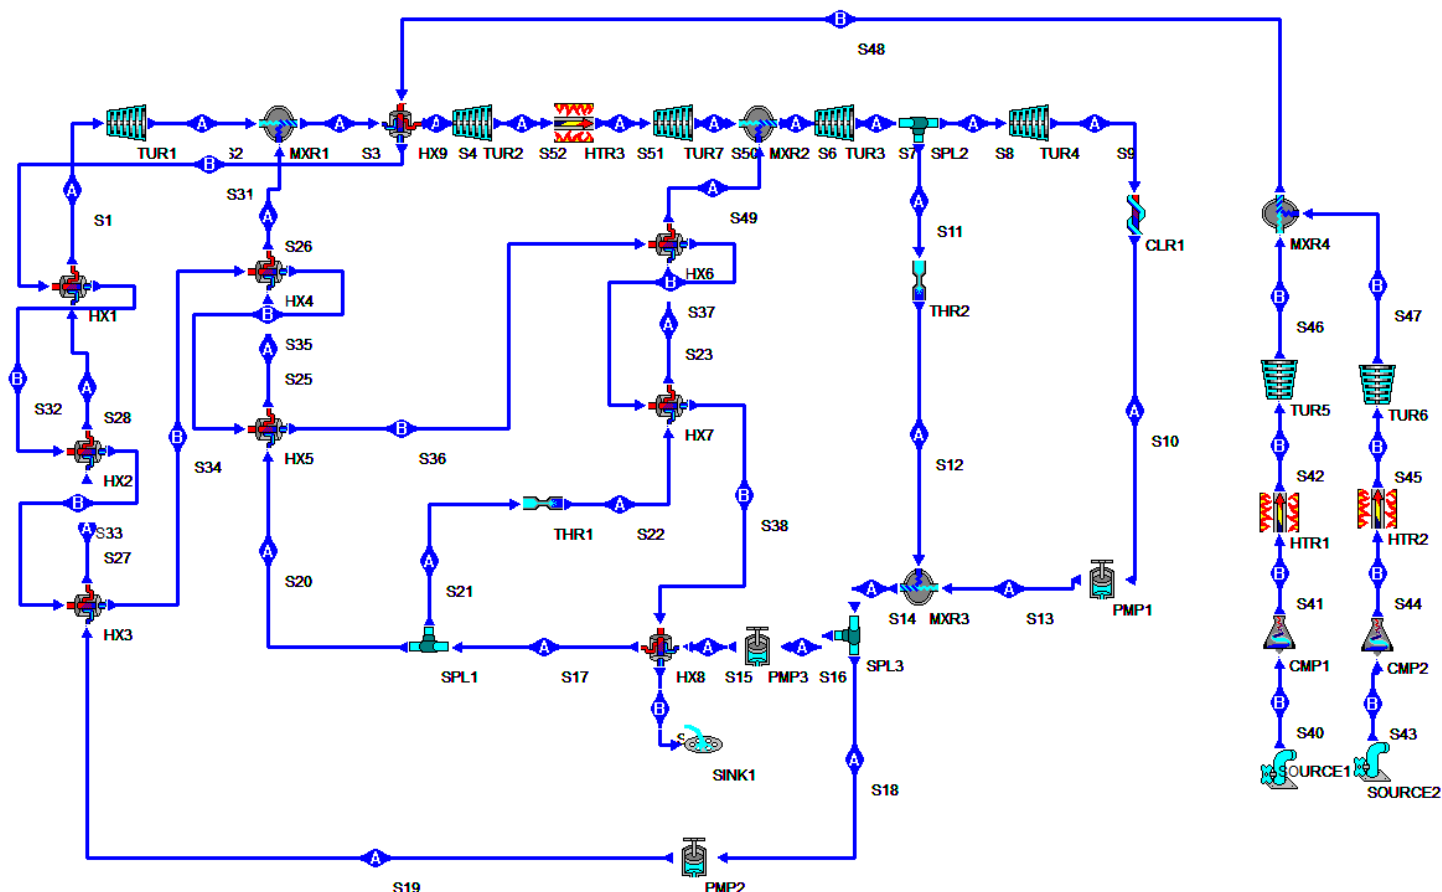 B
S48
A A A A A A A A A
TUR1 S2 MXR1 S3 HX9 S4 TUR2 S52 HTR3 S51 TUR7 S50 MXR2 S6 TUR3 S7 SPL2 S8 TUR4 S9
B
A S31 A A A
S1 S49 S11
S26 MXR4
HX1 HX4 B HX6 CLR1
B B B
S37 S46 S47
A S35 A THR2
S23
B A S25
S32 S28 HX5 B HX7 A TUR5 TUR6
B S34 S36 S12 S10
HX2 S42 S45
B B
S33 THR1 A S22 S38 HTR1 HTR2
S27
A S20 A S21 B B
S41 S44
HX3 A A PMP1
S14 MXR3 S13
A A CMP1 CMP2
SPL1 S17 HX8 S15 PMP3 S16 SPL3
B B B
S40 S43
S
SINK1 A SOURCE1
S18 SOURCE2
A
S19 PMP2